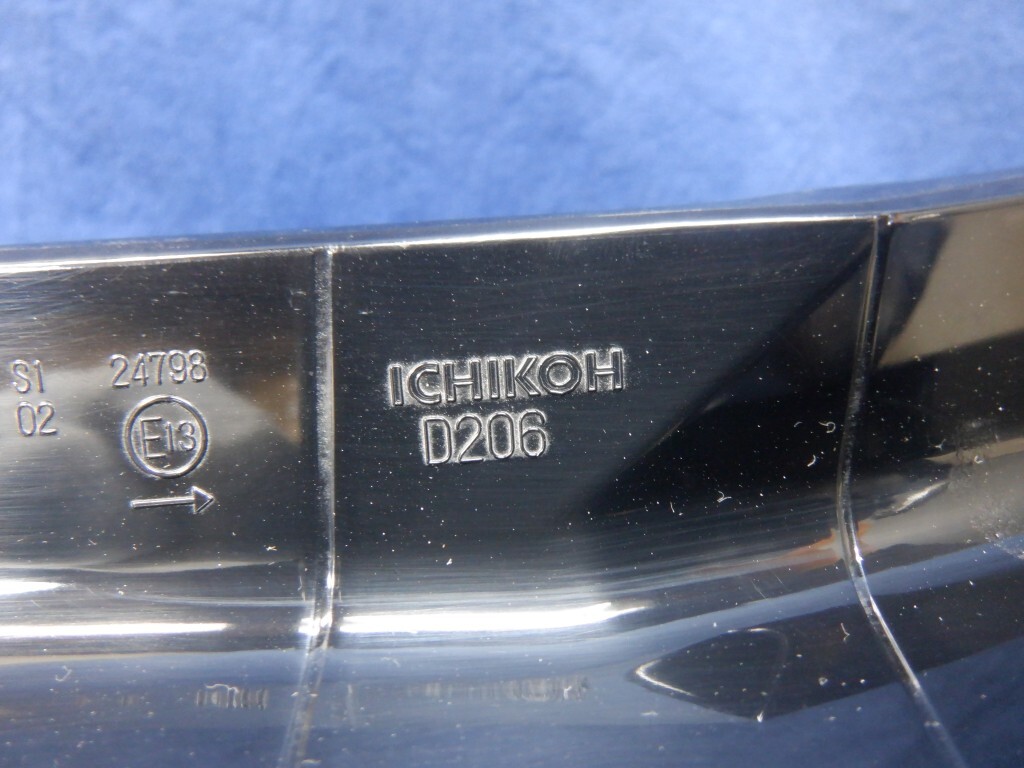 S1
02
24798
E13
ICHIKOH
D206